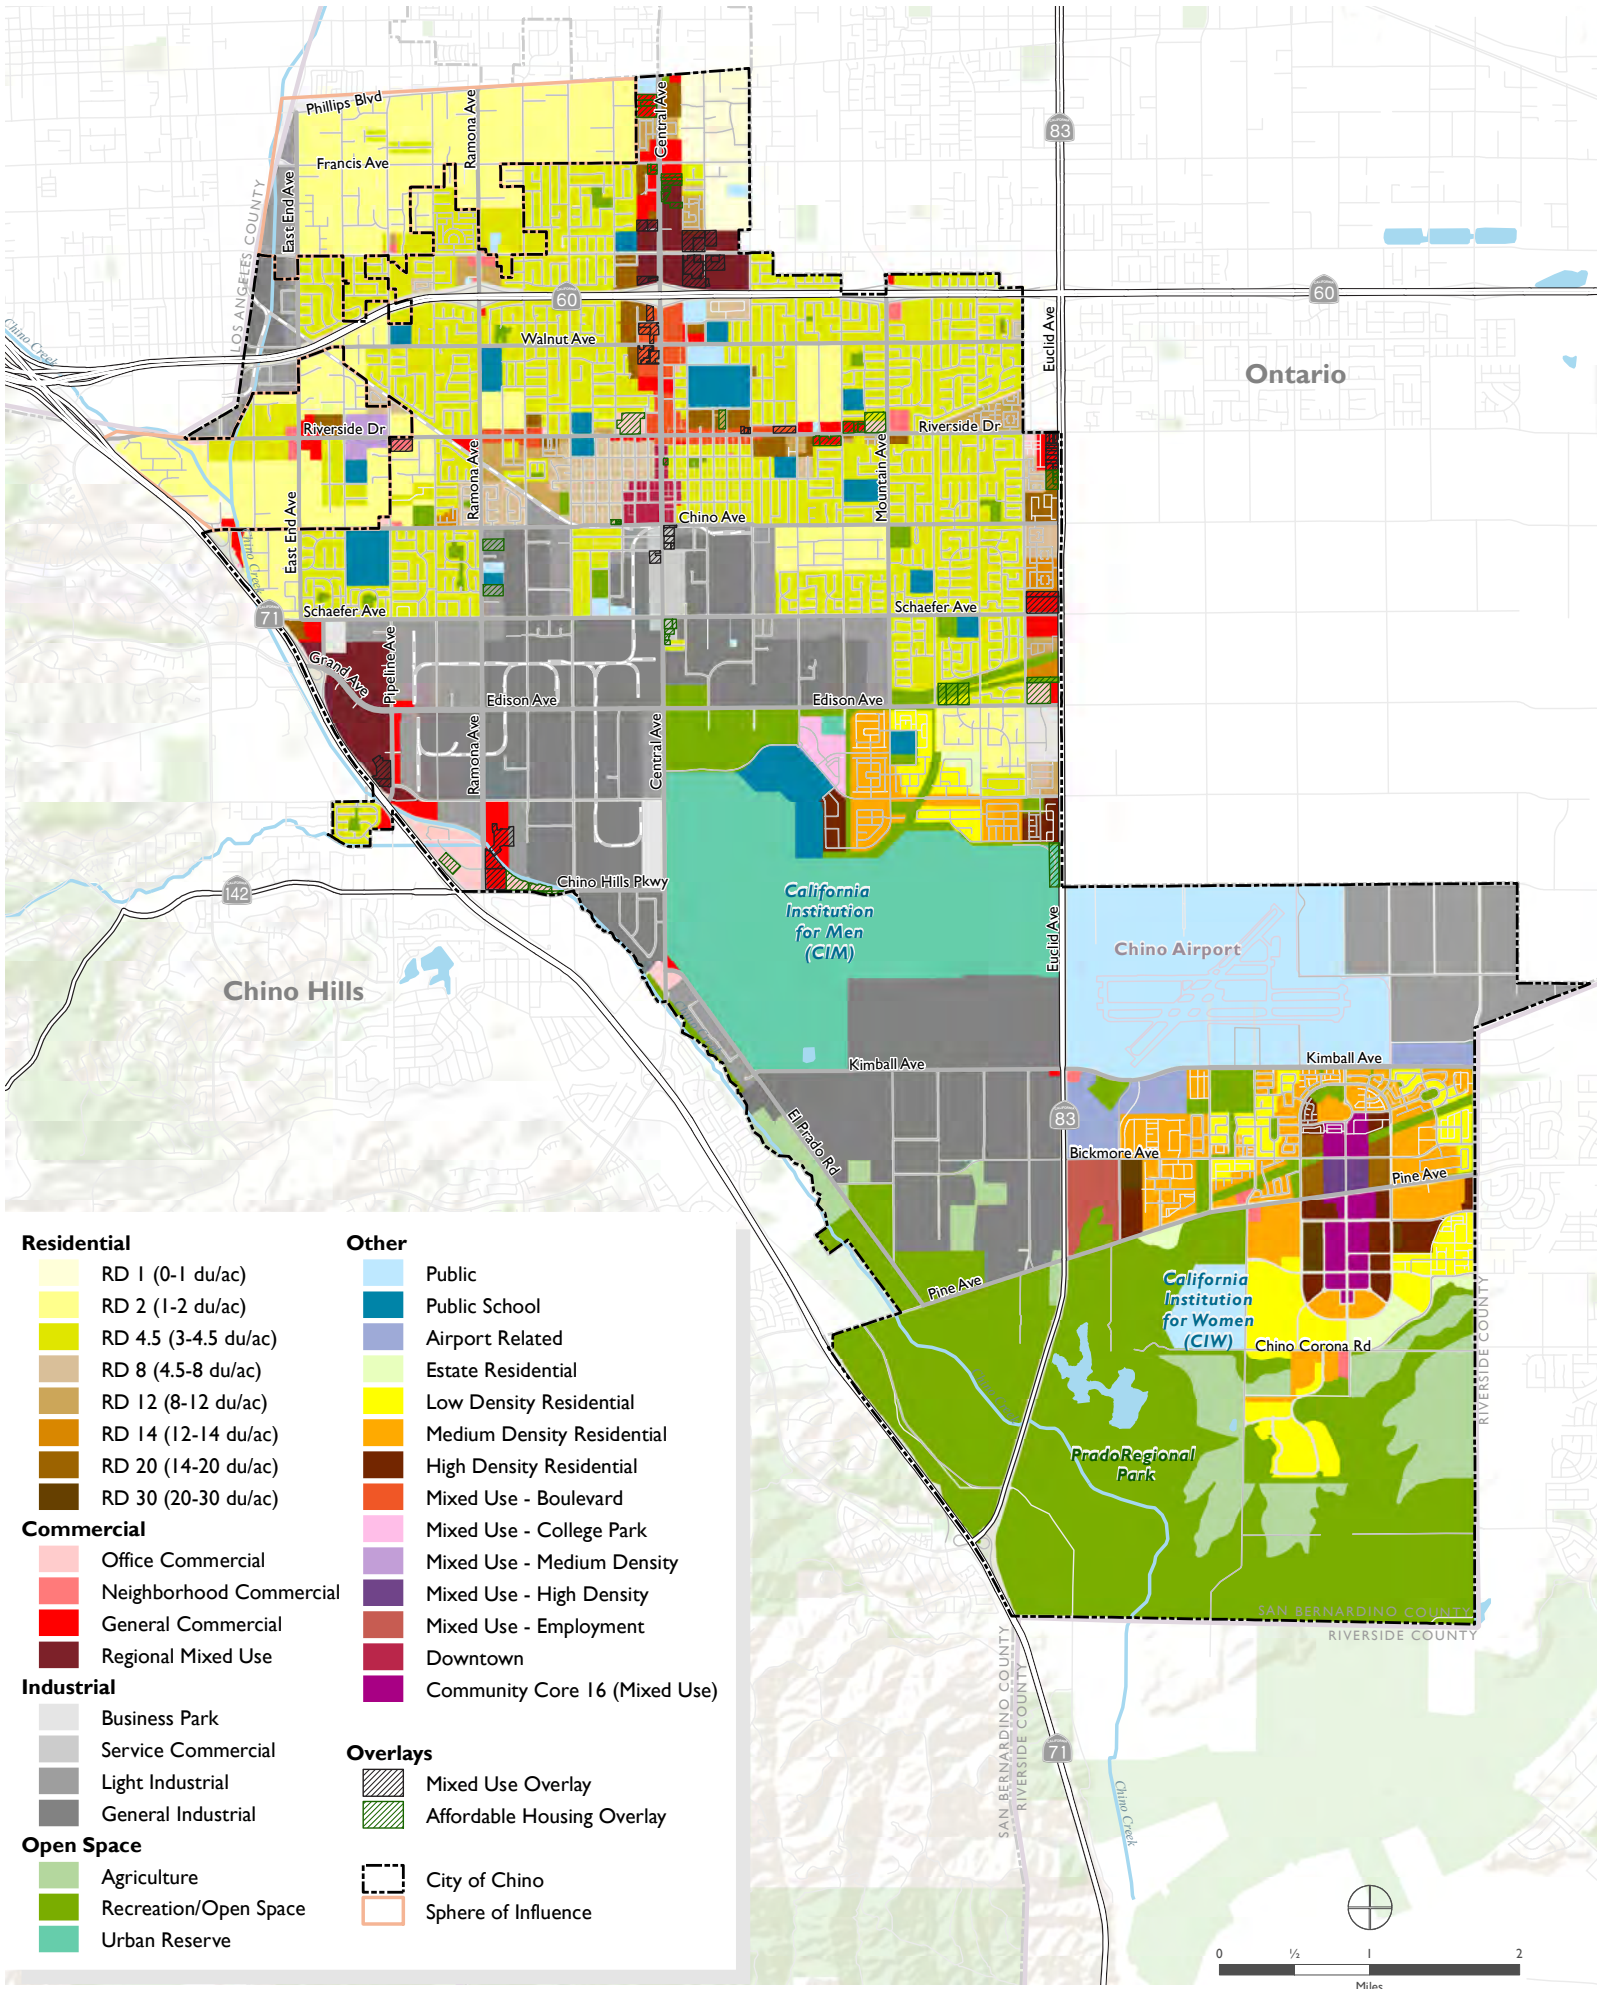 Phillips Blvd
Ramona Ave
Central Ave
83
Francis Ave
East End Ave
LOS ANGELES COUNTY
60
60
Chino Creek
Walnut Ave
Euclid Ave
Ontario
Riverside Dr
Riverside Dr
Ramona Ave
Mountain Ave
East End Ave
Chino Ave
Chino Creek
71
Schaefer Ave
Schaefer Ave
Grand Ave
Pipeline Ave
Edison Ave
Edison Ave
Ramona Ave
Central Ave
142
Chino Hills Pkwy
California
Institution
for Men
(CIM)
Euclid Ave
Chino Airport
Chino Hills
Kimball Ave
Kimball Ave
El Prado Rd
83
Bickmore Ave
Pine Ave
Pine Ave
California
Institution
for Women
(CIW)
Chino Corona Rd
RIVERSIDE COUNTY
PradoRegional
Park
SAN BERNARDINO COUNTY
RIVERSIDE COUNTY
SAN BERNARDINO COUNTY
RIVERSIDE COUNTY
71
Chino Creek
Residential
RD 1 (0-1 du/ac)
RD 2 (1-2 du/ac)
RD 4.5 (3-4.5 du/ac)
RD 8 (4.5-8 du/ac)
RD 12 (8-12 du/ac)
RD 14 (12-14 du/ac)
RD 20 (14-20 du/ac)
RD 30 (20-30 du/ac)
Commercial
Office Commercial
Neighborhood Commercial
General Commercial
Regional Mixed Use
Industrial
Business Park
Service Commercial
Light Industrial
General Industrial
Open Space
Agriculture
Recreation/Open Space
Urban Reserve
Other
Public
Public School
Airport Related
Estate Residential
Low Density Residential
Medium Density Residential
High Density Residential
Mixed Use - Boulevard
Mixed Use - College Park
Mixed Use - Medium Density
Mixed Use - High Density
Mixed Use - Employment
Downtown
Community Core 16 (Mixed Use)
Overlays
Mixed Use Overlay
Affordable Housing Overlay
City of Chino
Sphere of Influence
0 ½ 1 2
Miles